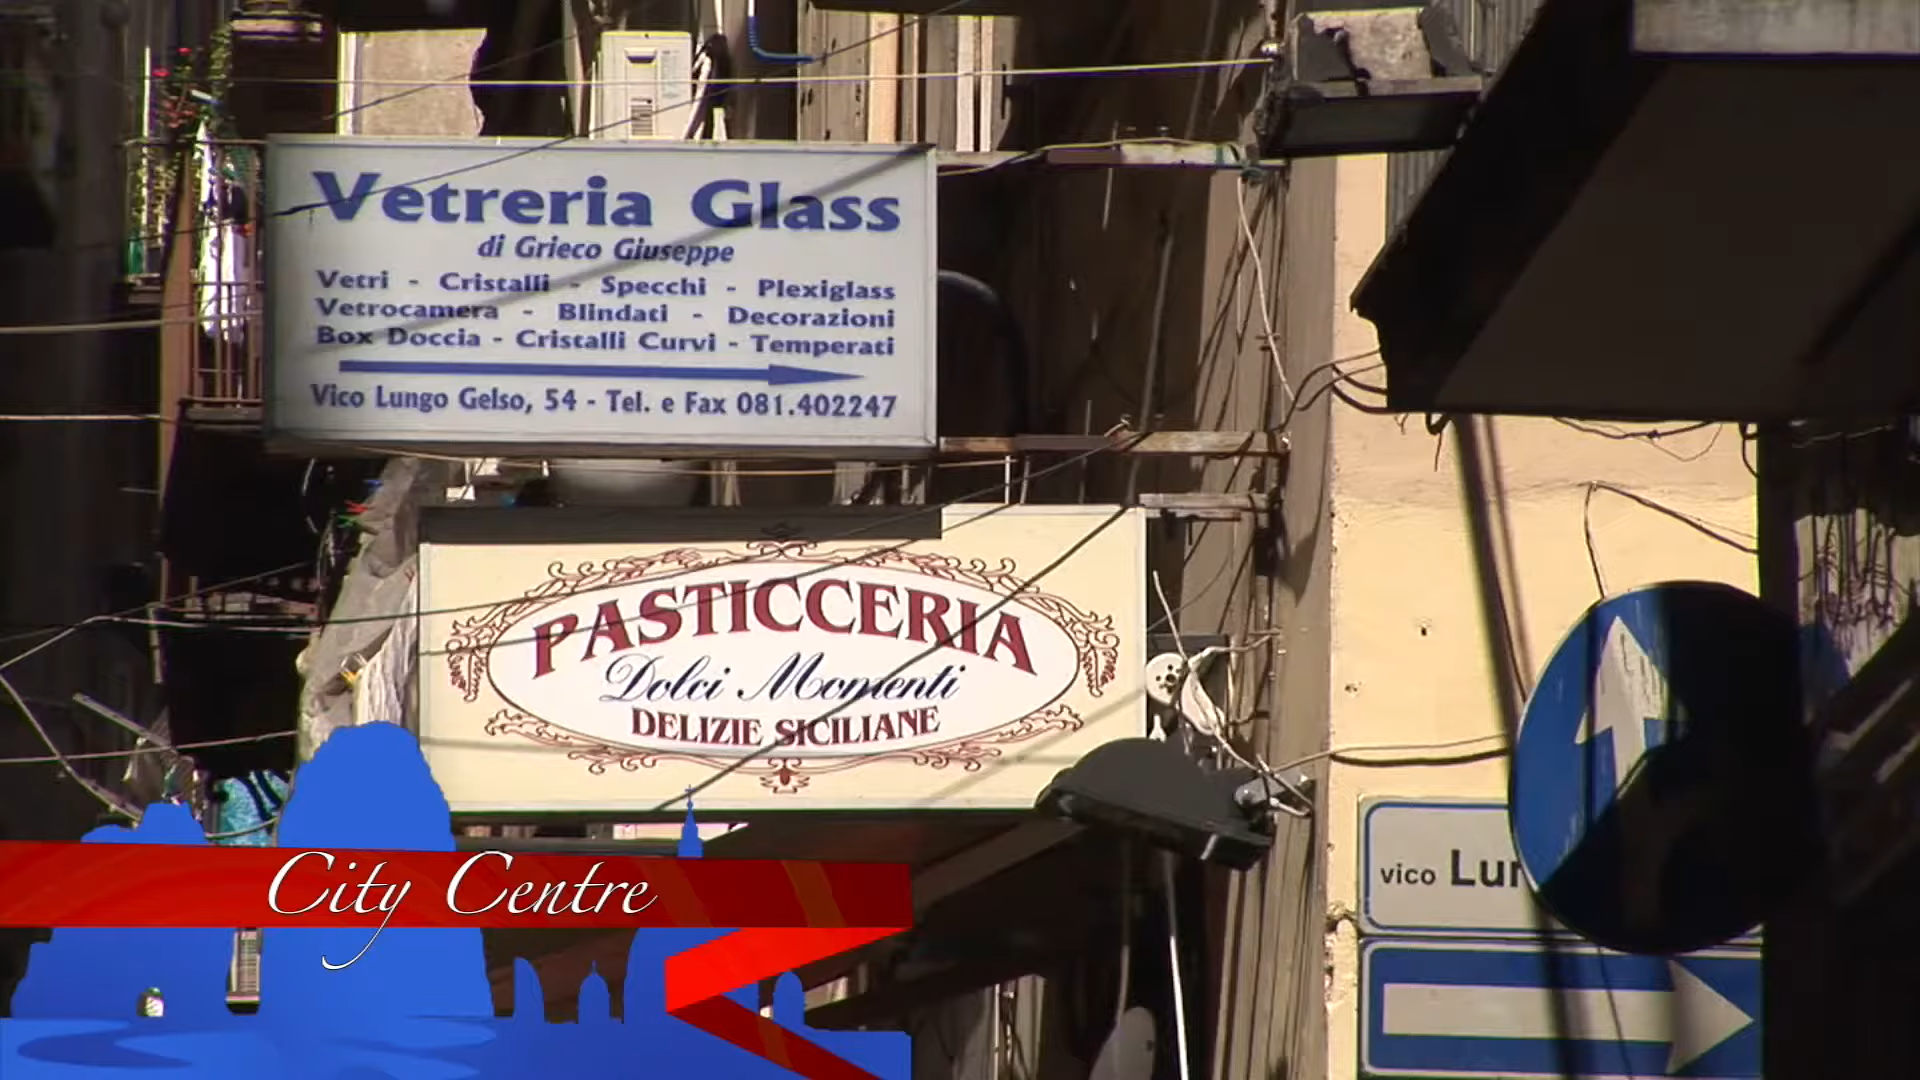 Vetreria Glass
di Grieco Giuseppe
Vetri - Cristalli - Specchi - Plexiglass
Vetrocamera - Blindati - Decorazioni
Box Doccia - Cristalli Curvi - Temperati
Vico Lungo Gelso, 54 - Tel. e Fax 081.402247
PASTICCERIA
Dolci Momenti
DELIZIE SICILIANE
vico
City Centre